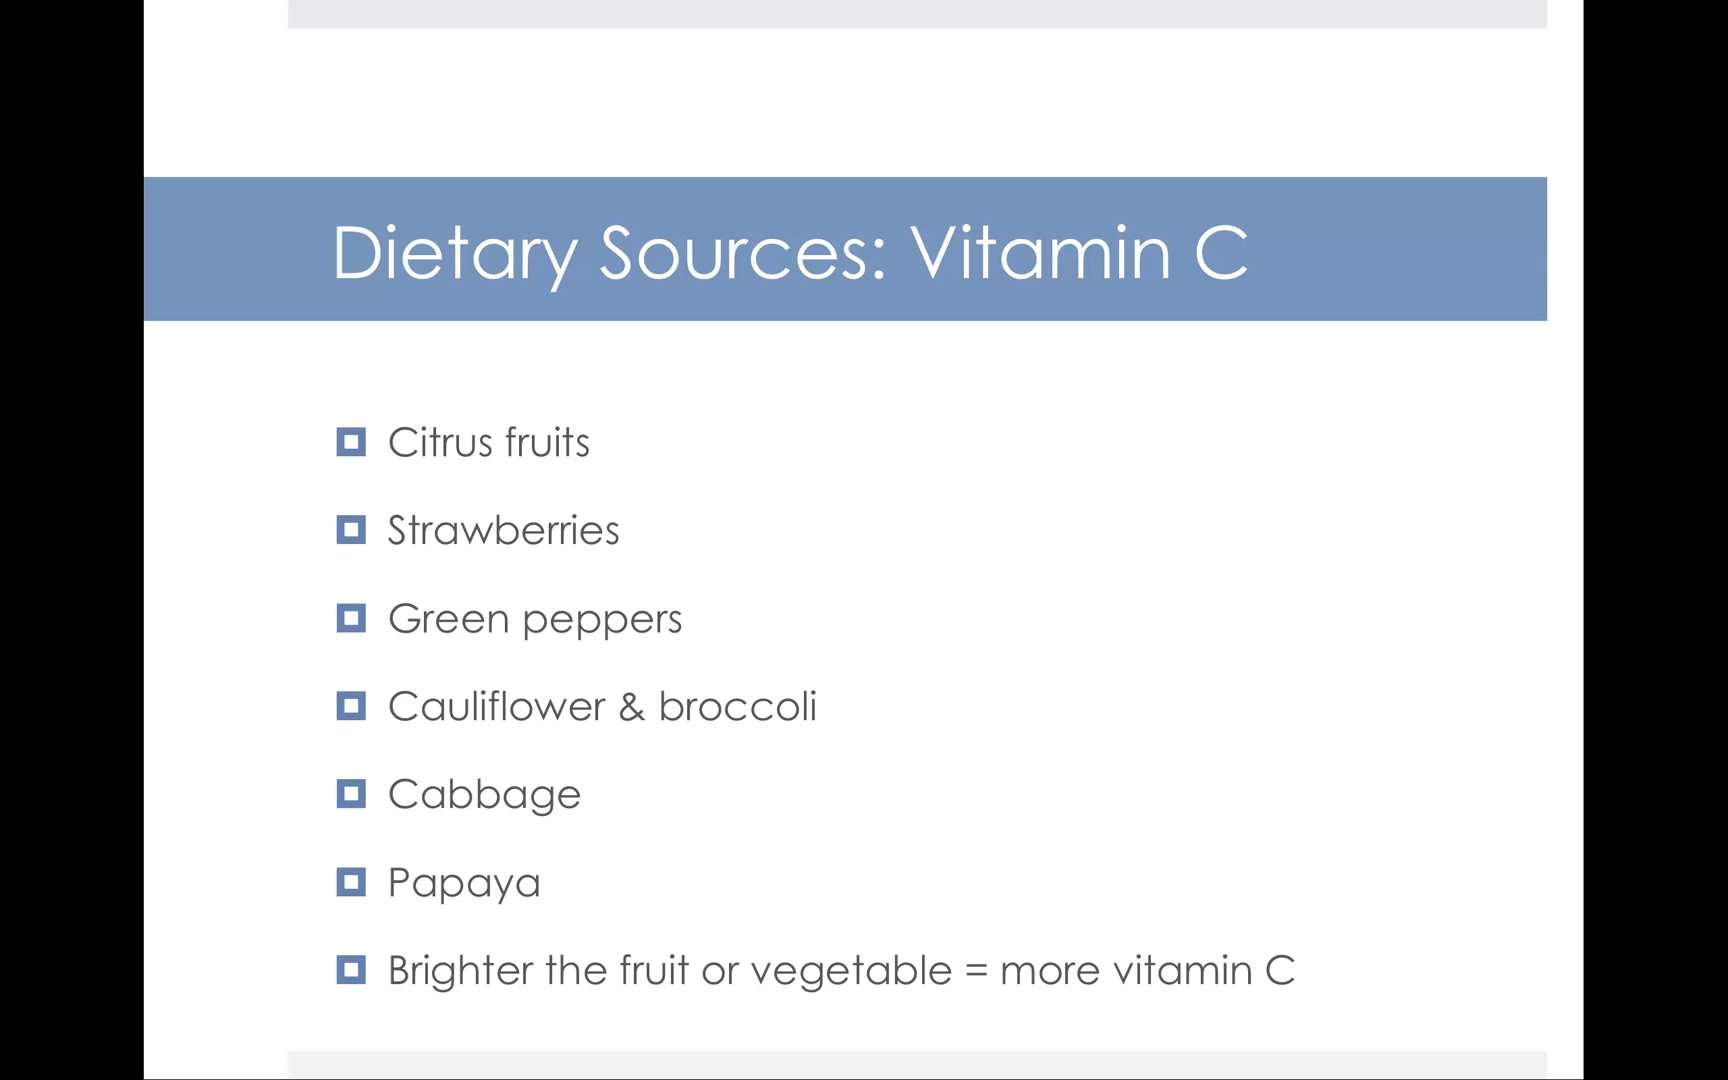 Dietary Sources: Vitamin C
Citrus fruits
Strawberries
Green peppers
Cauliflower & broccoli
Cabbage
Papaya
Brighter the fruit or vegetable = more vitamin C